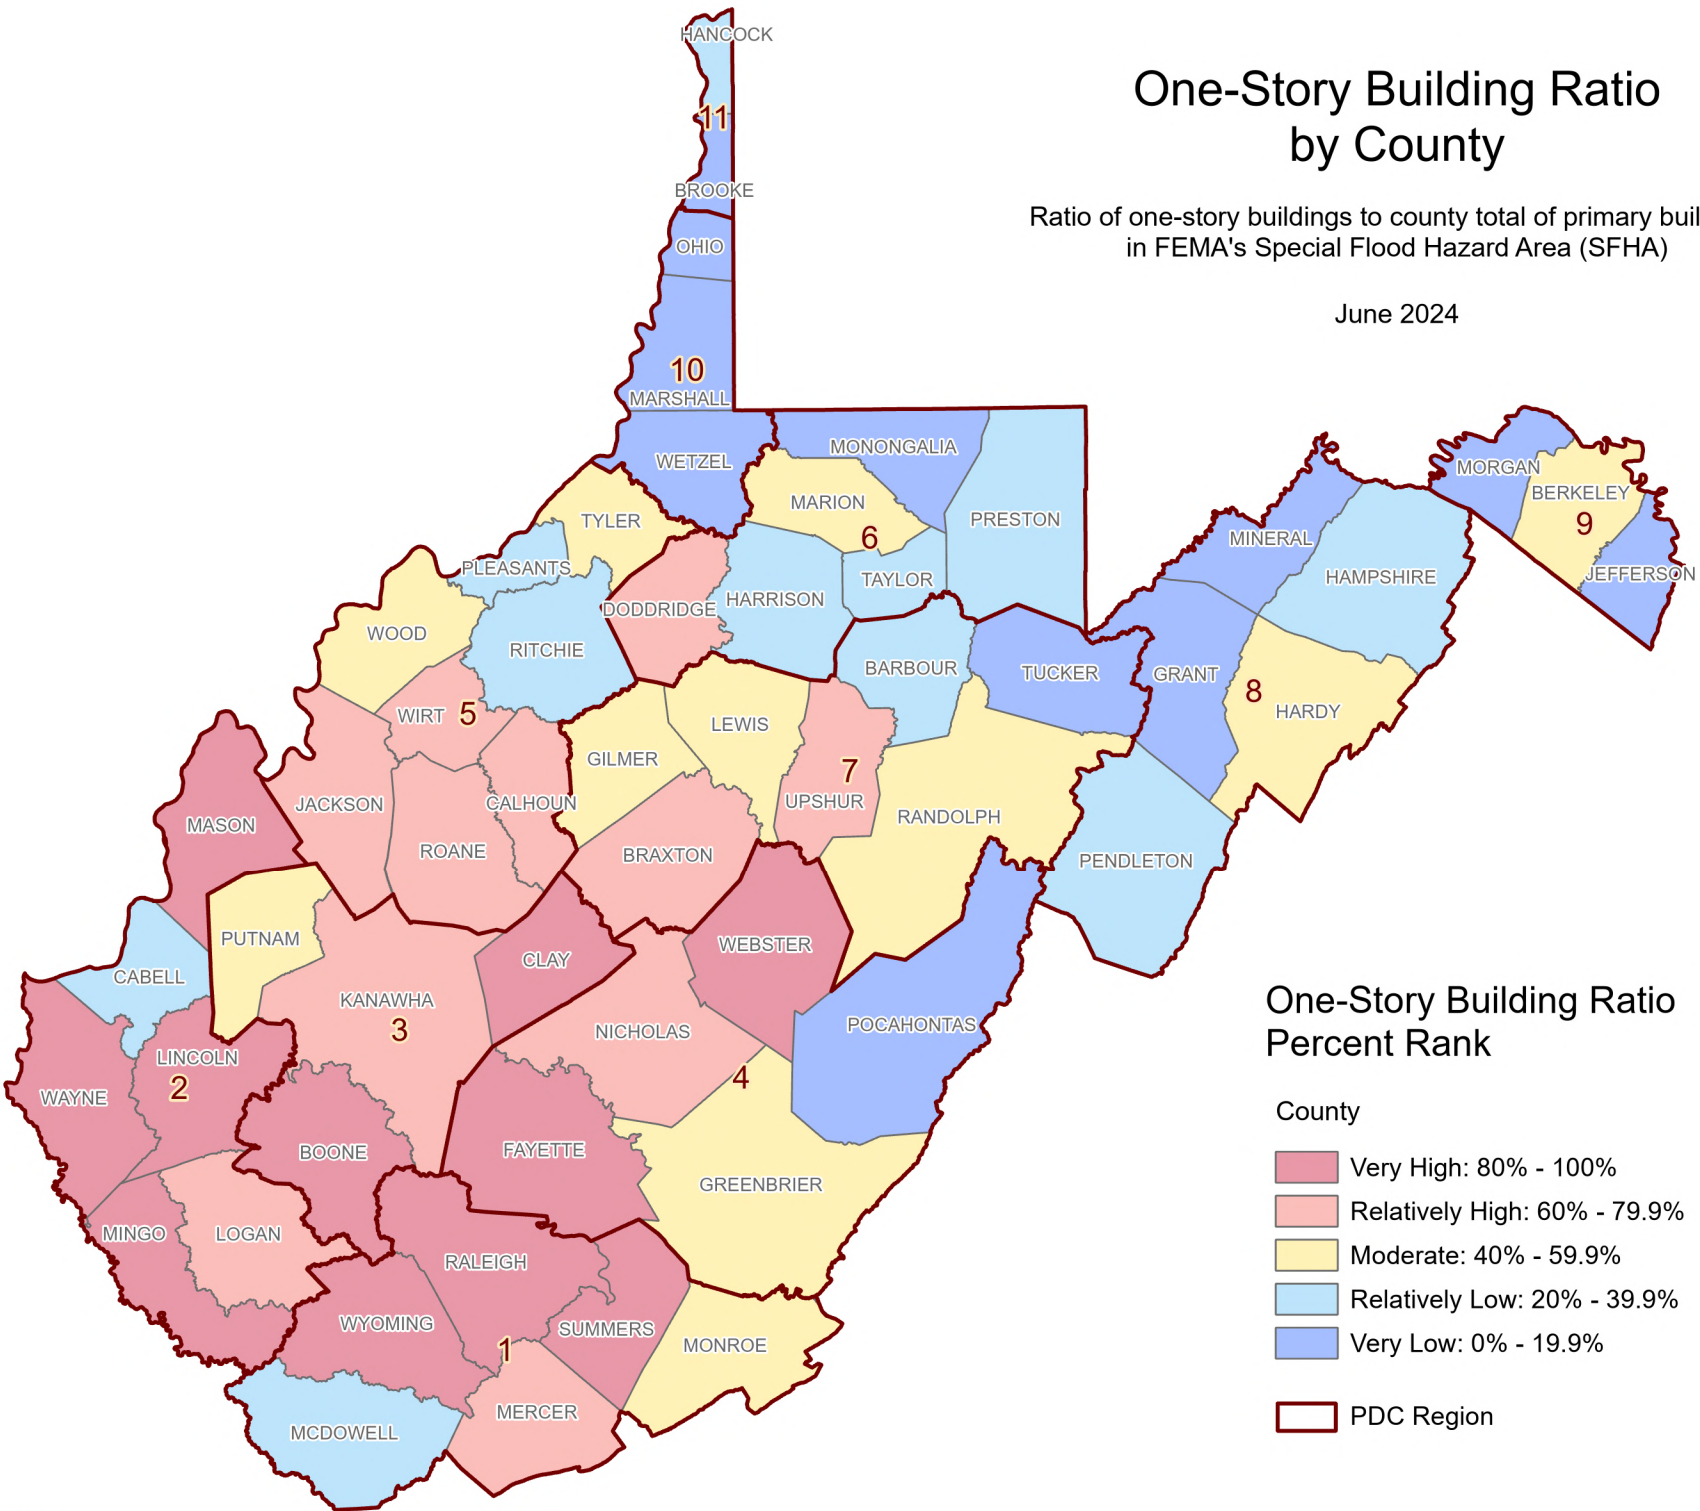 One-Story Building Ratio
by County
Ratio of one-story buildings to county total of primary buil
in FEMA's Special Flood Hazard Area (SFHA)
June 2024
HANCOCK
11
BROOKE
OHIO
10
MARSHALL
WETZEL
MONONGALIA
MORGAN
BERKELEY
9
MARION
6
TYLER
PRESTON
MINERAL
JEFFERSON
PLEASANTS
TAYLOR
HAMPSHIRE
HARRISON
DODDRIDGE
WOOD
RITCHIE
BARBOUR
TUCKER
GRANT
8
HARDY
WIRT
5
LEWIS
GILMER
7
UPSHUR
JACKSON
CALHOUN
RANDOLPH
MASON
ROANE
BRAXTON
PENDLETON
PUTNAM
WEBSTER
CLAY
CABELL
KANAWHA
3
NICHOLAS
POCAHONTAS
LINCOLN
2
4
WAYNE
BOONE
FAYETTE
GREENBRIER
MINGO
LOGAN
RALEIGH
WYOMING
SUMMERS
1
MONROE
MERCER
MCDOWELL
One-Story Building Ratio
Percent Rank
County
Very High: 80% - 100%
Relatively High: 60% - 79.9%
Moderate: 40% - 59.9%
Relatively Low: 20% - 39.9%
Very Low: 0% - 19.9%
PDC Region